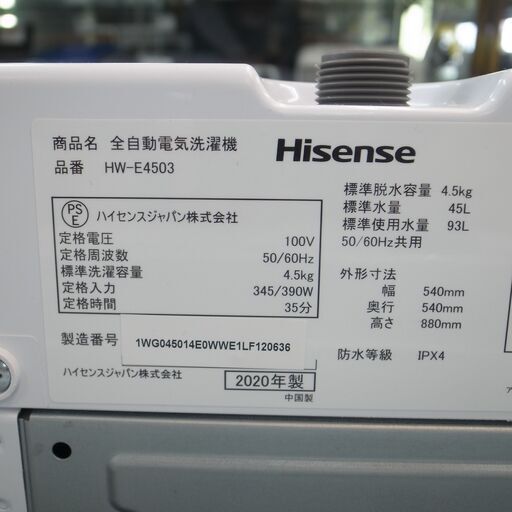 商品名 全自動電気洗濯機
品番 HW-E4503
Hisense
PS
E
ハイセンスジャパン株式会社
定格電圧 100V
定格周波数 50/60Hz
標準洗濯容量 4.5kg
定格入力 345/390W
定格時間 35分
製造番号 1WG045014E0WWE1LF120636
ハイセンスジャパン株式会社
2020年製
中国製
標準脱水容量 4.5kg
標準水量 45L
標準使用水量 93L
50/60Hz共用
外形寸法
幅 540mm
奥行 540mm
高さ 880mm
防水等級 IPX4
ア